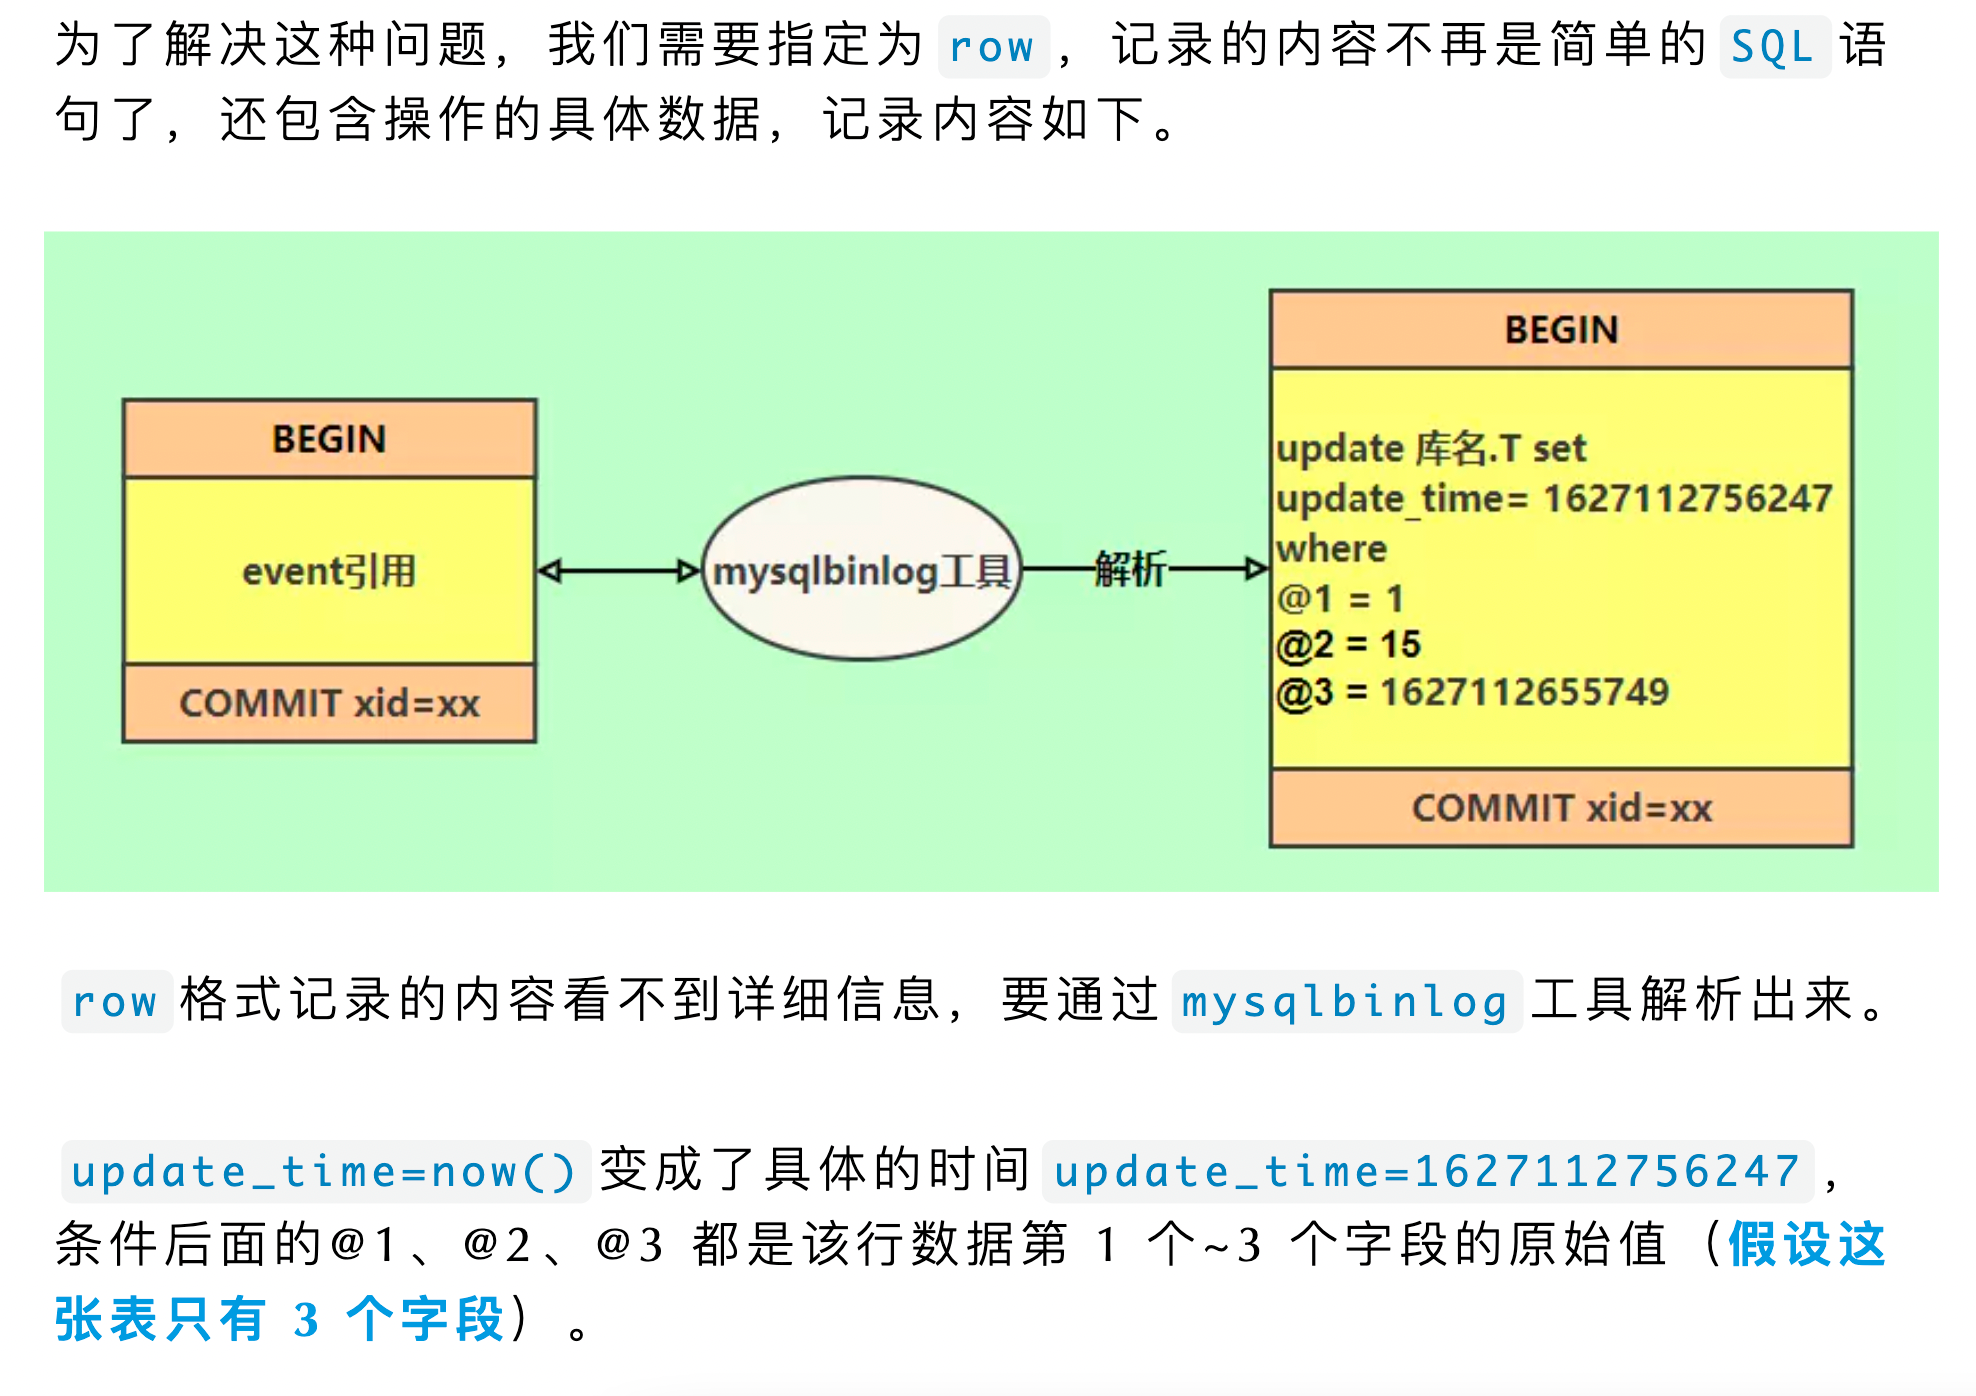 为了解决这种问题，我们需要指定为 row ，记录的内容不再是简单的 SQL 语
句了，还包含操作的具体数据，记录内容如下。
BEGIN
event引用
COMMIT xid=xx
mysqlbinlog工具
解析
BEGIN
update 库名.T set
update_time= 1627112756247
where
@1 = 1
@2 = 15
@3 = 1627112655749
COMMIT xid=xx
row 格式记录的内容看不到详细信息，要通过 mysqlbinlog 工具解析出来。
update_time=now() 变成了具体的时间 update_time=1627112756247 ，
条件后面的@1、@2、@3 都是该行数据第 1 个~3 个字段的原始值（假设这
张表只有 3 个字段）。